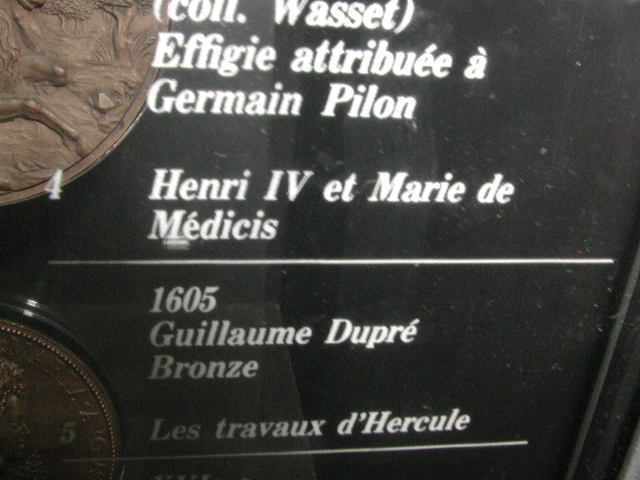 (coll. Wasset)
Effigie attribuée à
Germain Pilon
4 Henri IV et Marie de
Médicis
1605
Guillaume Dupré
Bronze
5 Les travaux d'Hercule